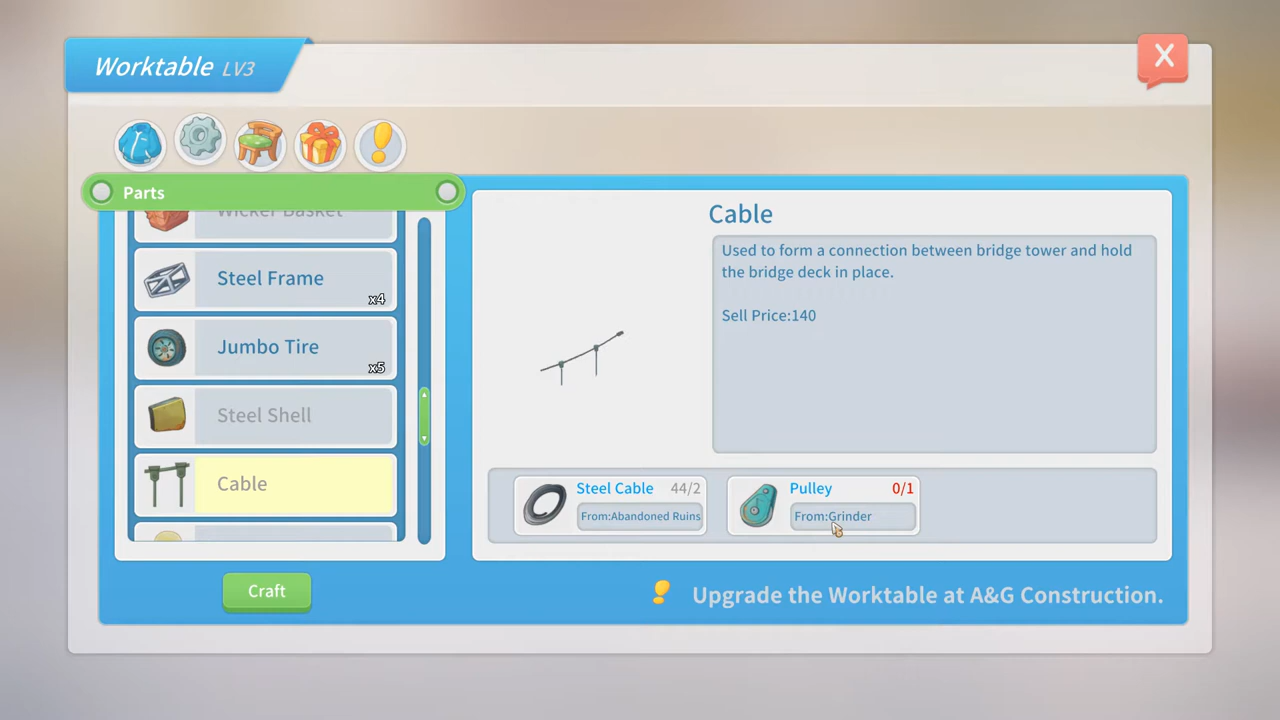 Worktable LV3
X
Parts
Wicker Basket
Steel Frame
x4
Jumbo Tire
x5
Steel Shell
Cable
Craft
Cable
Used to form a connection between bridge tower and hold
the bridge deck in place.
Sell Price:140
Steel Cable 44/2
From:Abandoned Ruins
Pulley 0/1
From:Grinder
Upgrade the Worktable at A&G Construction.